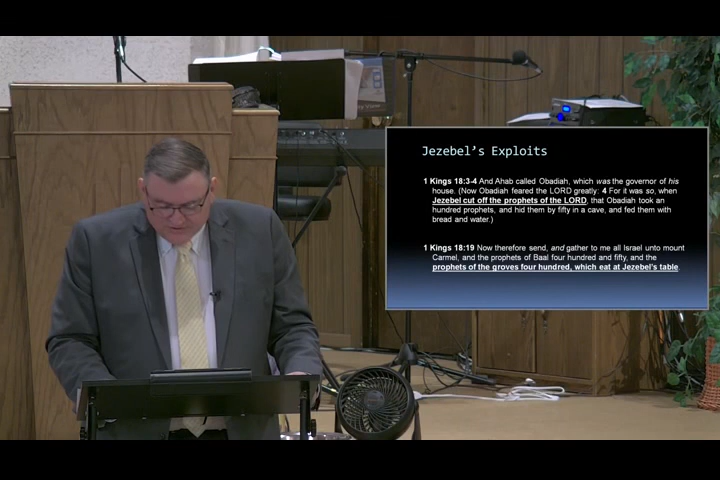 Jezebel's Exploits
1 Kings 18:3-4 And Ahab called Obadiah, which was the governor of his
house. (Now Obadiah feared the LORD greatly: 4 For it was so, when
Jezebel cut off the prophets of the LORD, that Obadiah took an
hundred prophets, and hid them by fifty in a cave, and fed them with
bread and water.)
1 Kings 18:19 Now therefore send, and gather to me all Israel unto mount
Carmel, and the prophets of Baal four hundred and fifty, and the
prophets of the groves four hundred, which eat at Jezebel's table.